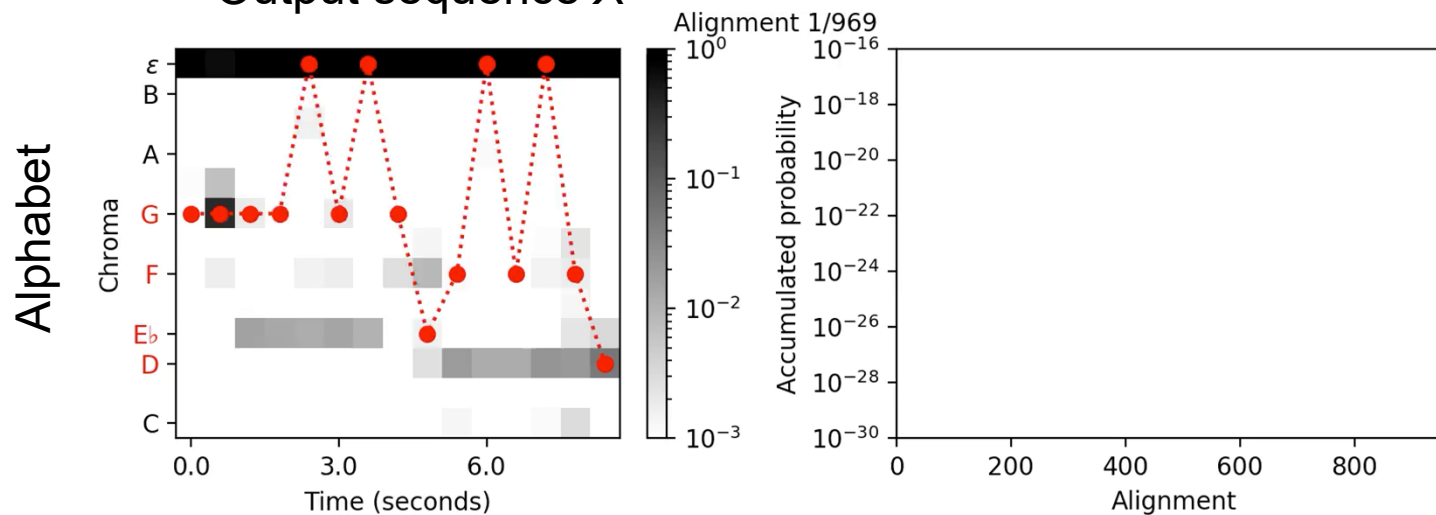 Output sequence X
Alignment 1/969
Alphabet
Chroma
ε
B
A
G
F
E♭
D
C
0.0 3.0 6.0
Time (seconds)
10⁰
10⁻¹
10⁻²
10⁻³
Accumulated probability
10⁻¹⁶
10⁻¹⁸
10⁻²⁰
10⁻²²
10⁻²⁴
10⁻²⁶
10⁻²⁸
10⁻³⁰
0 200 400 600 800
Alignment